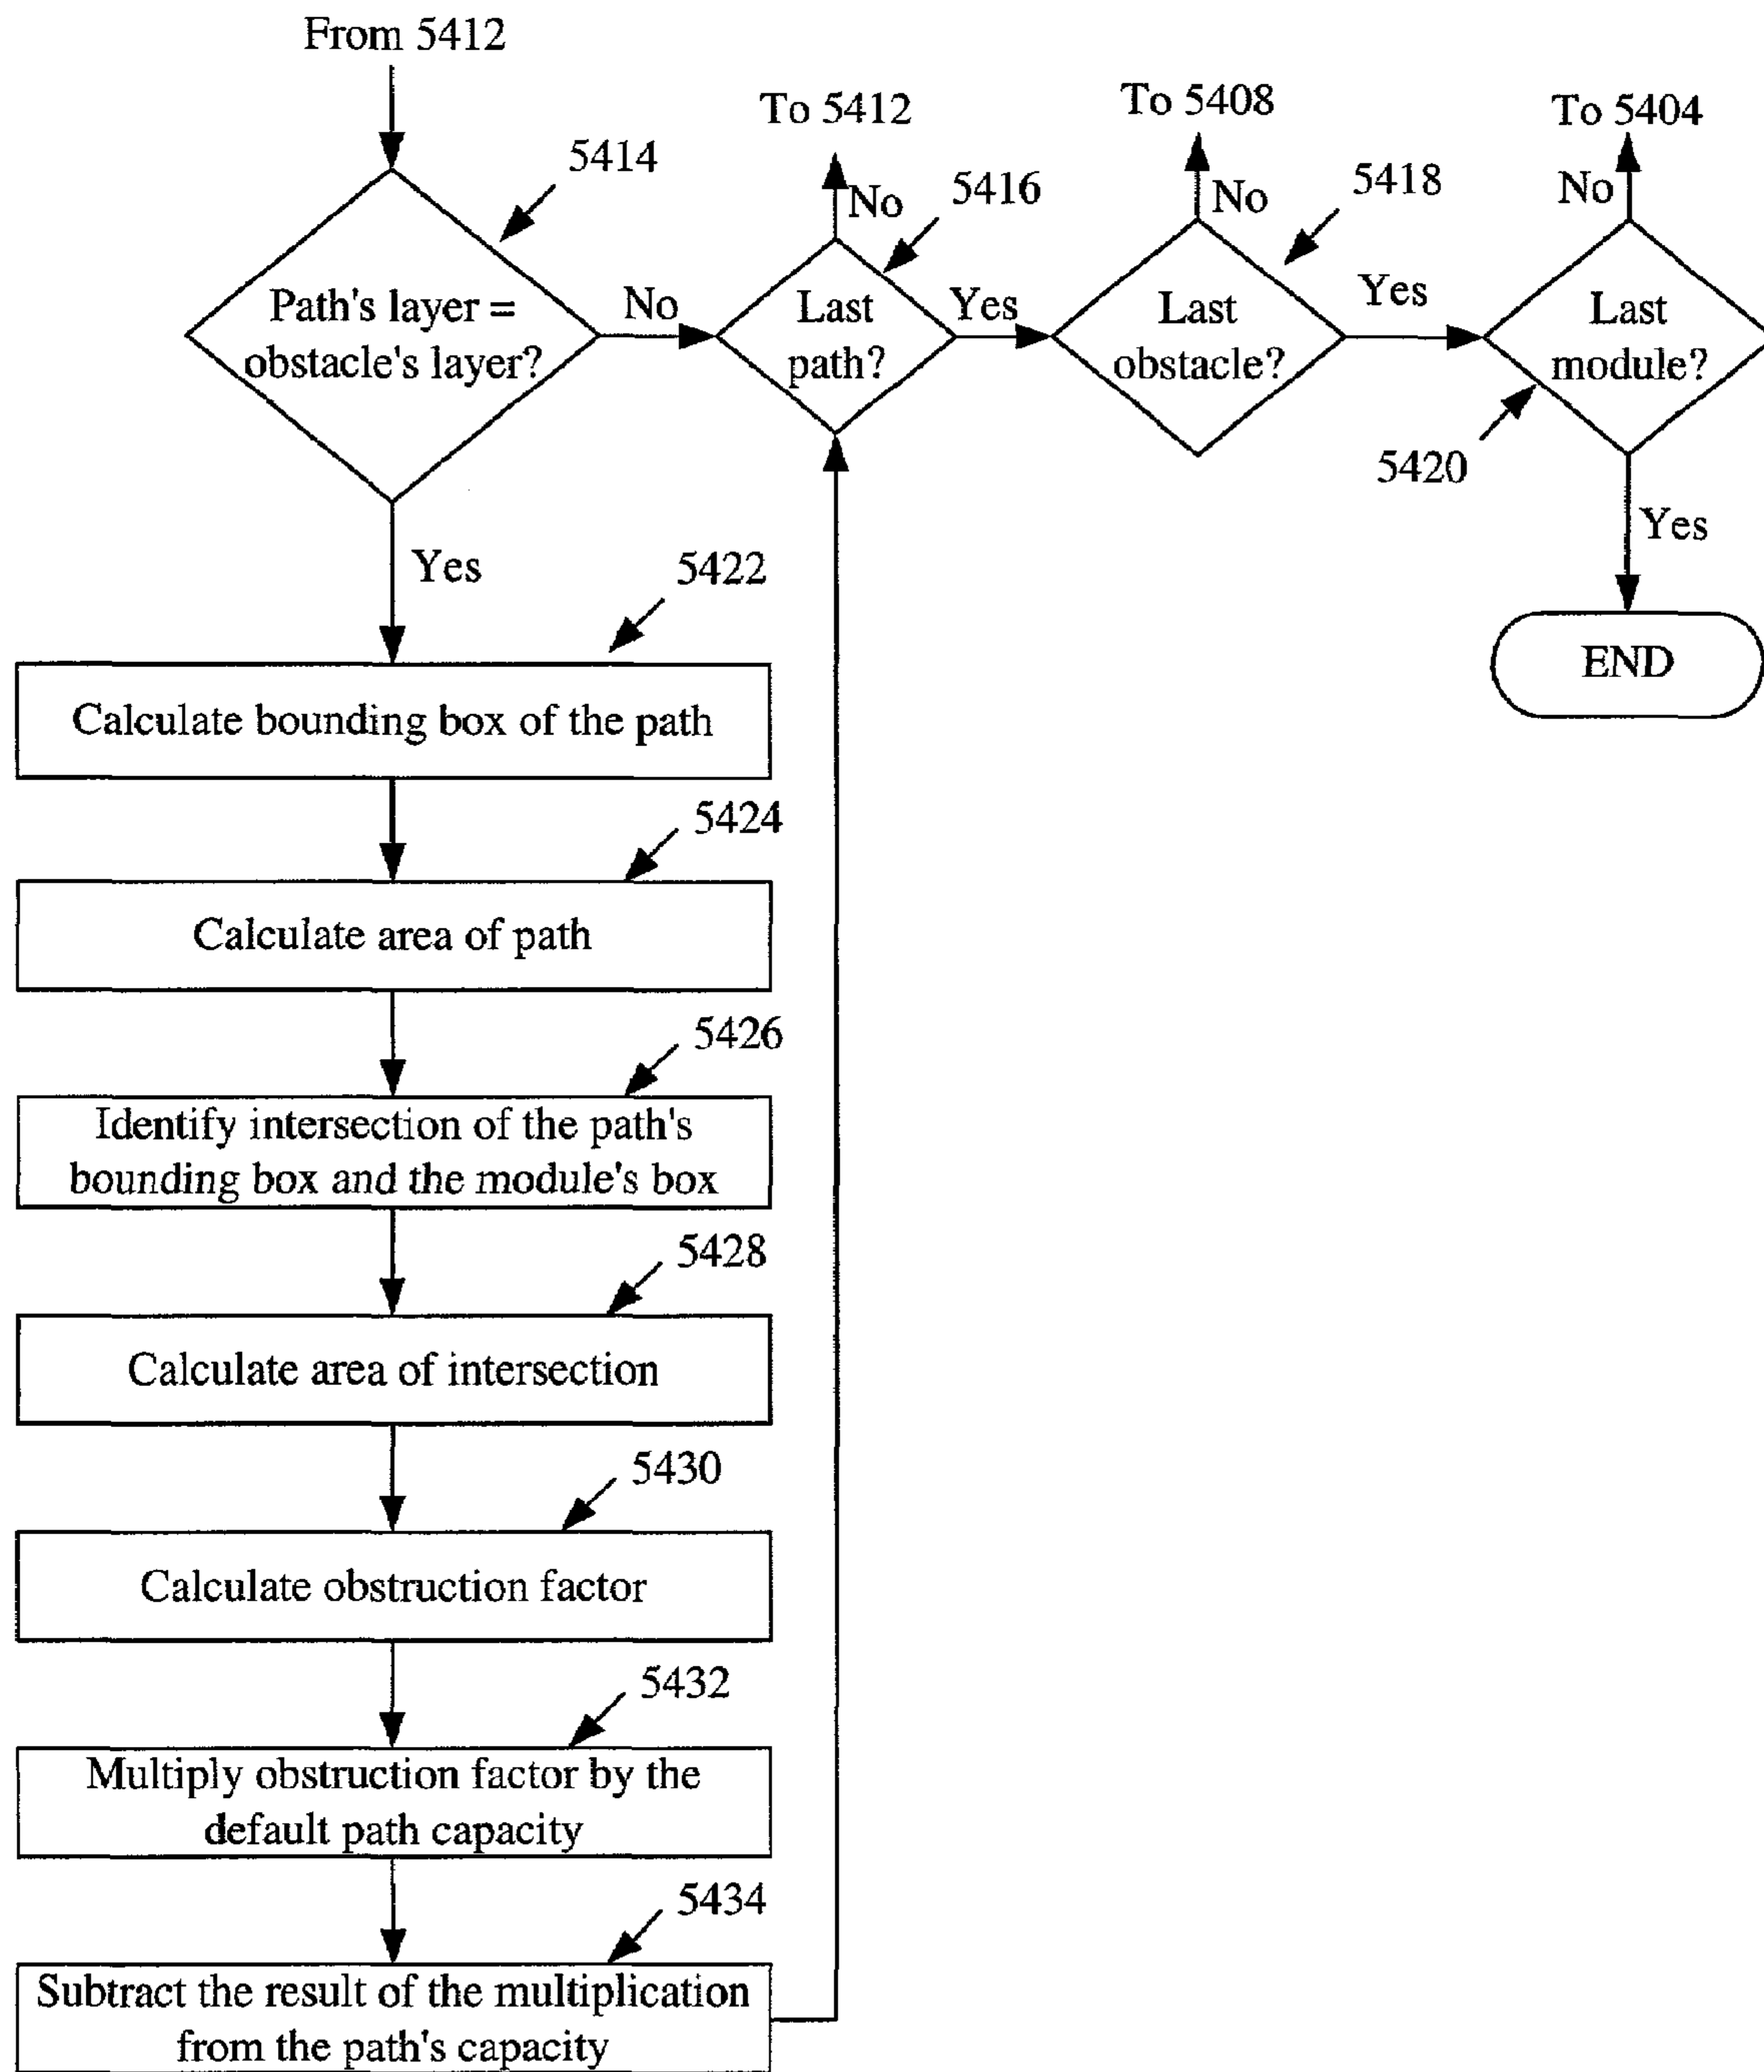 From 5412
To 5412
To 5408
To 5404
5414
No
5416
No
5418
No
Path's layer =
obstacle's layer?
No
Last
path?
Yes
Last
obstacle?
Yes
Last
module?
5420
Yes
Yes
5422
END
Calculate bounding box of the path
5424
Calculate area of path
5426
Identify intersection of the path's
bounding box and the module's box
5428
Calculate area of intersection
5430
Calculate obstruction factor
5432
Multiply obstruction factor by the
default path capacity
5434
Subtract the result of the multiplication
from the path's capacity